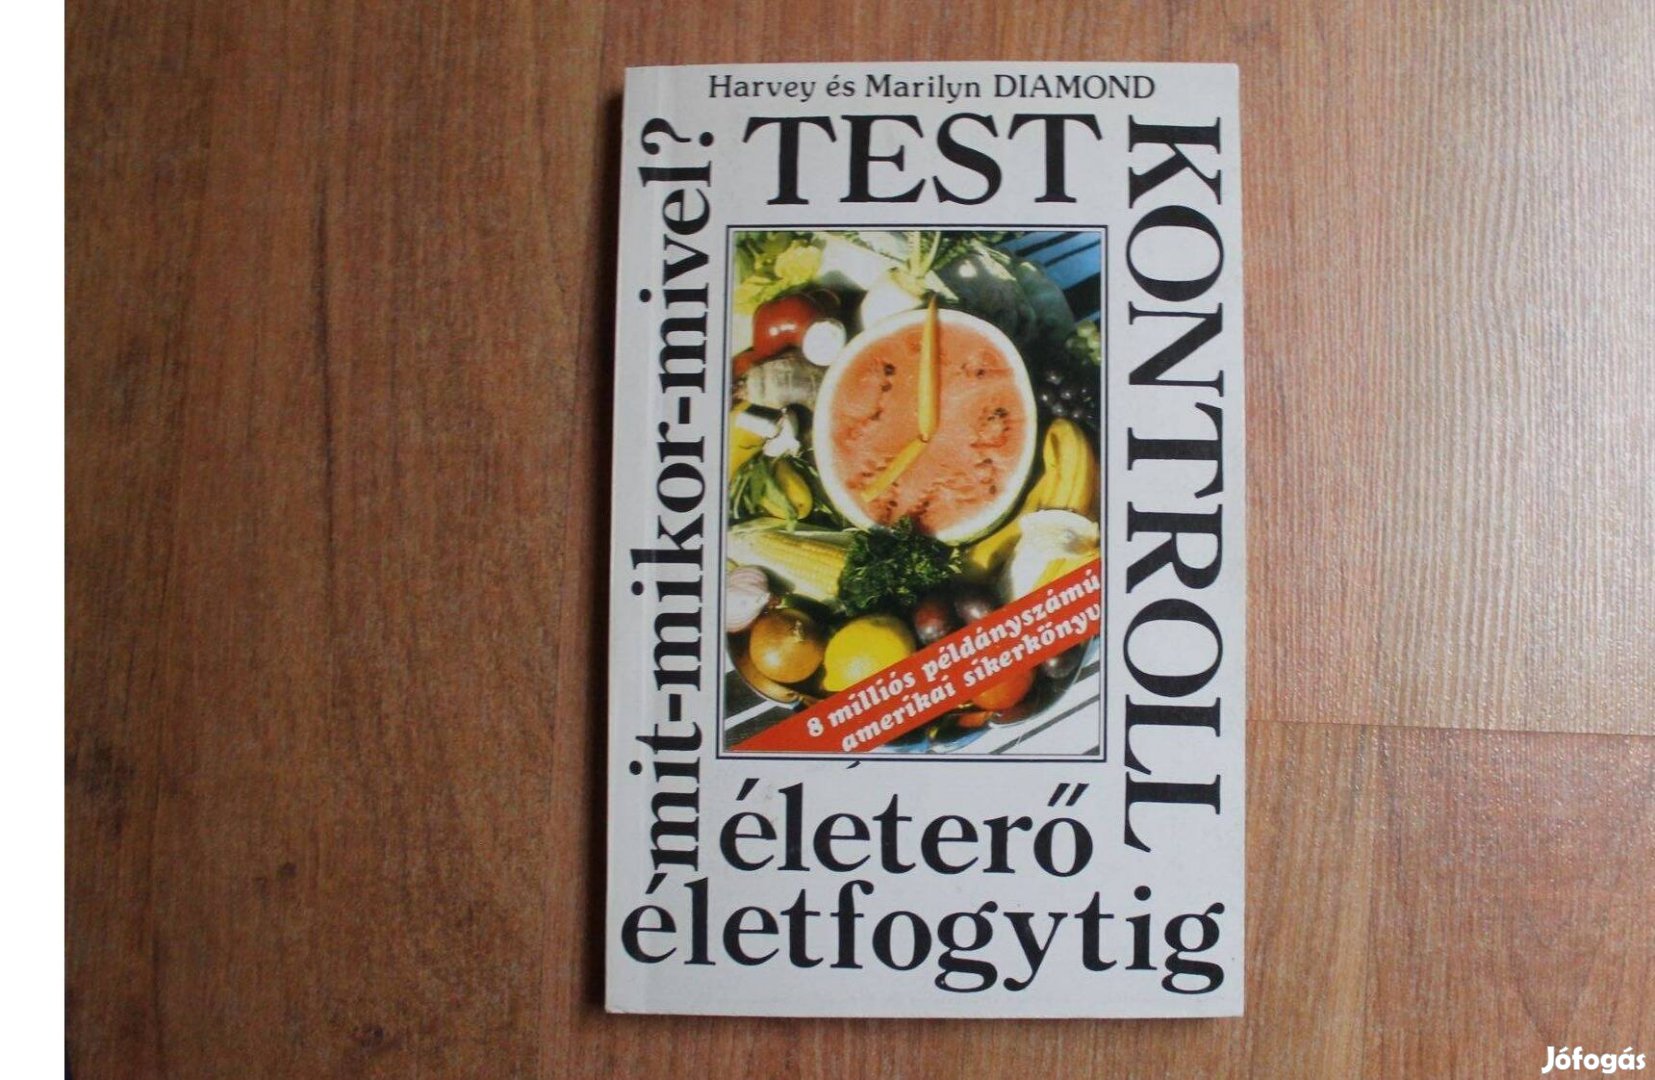 Harvey és Marilyn DIAMOND
TEST
KONTROLL
mit-mikor-mivel?
8 milliós példányszámú
amerikai sikerkönyv
életerő
életfogytig
Jófogás